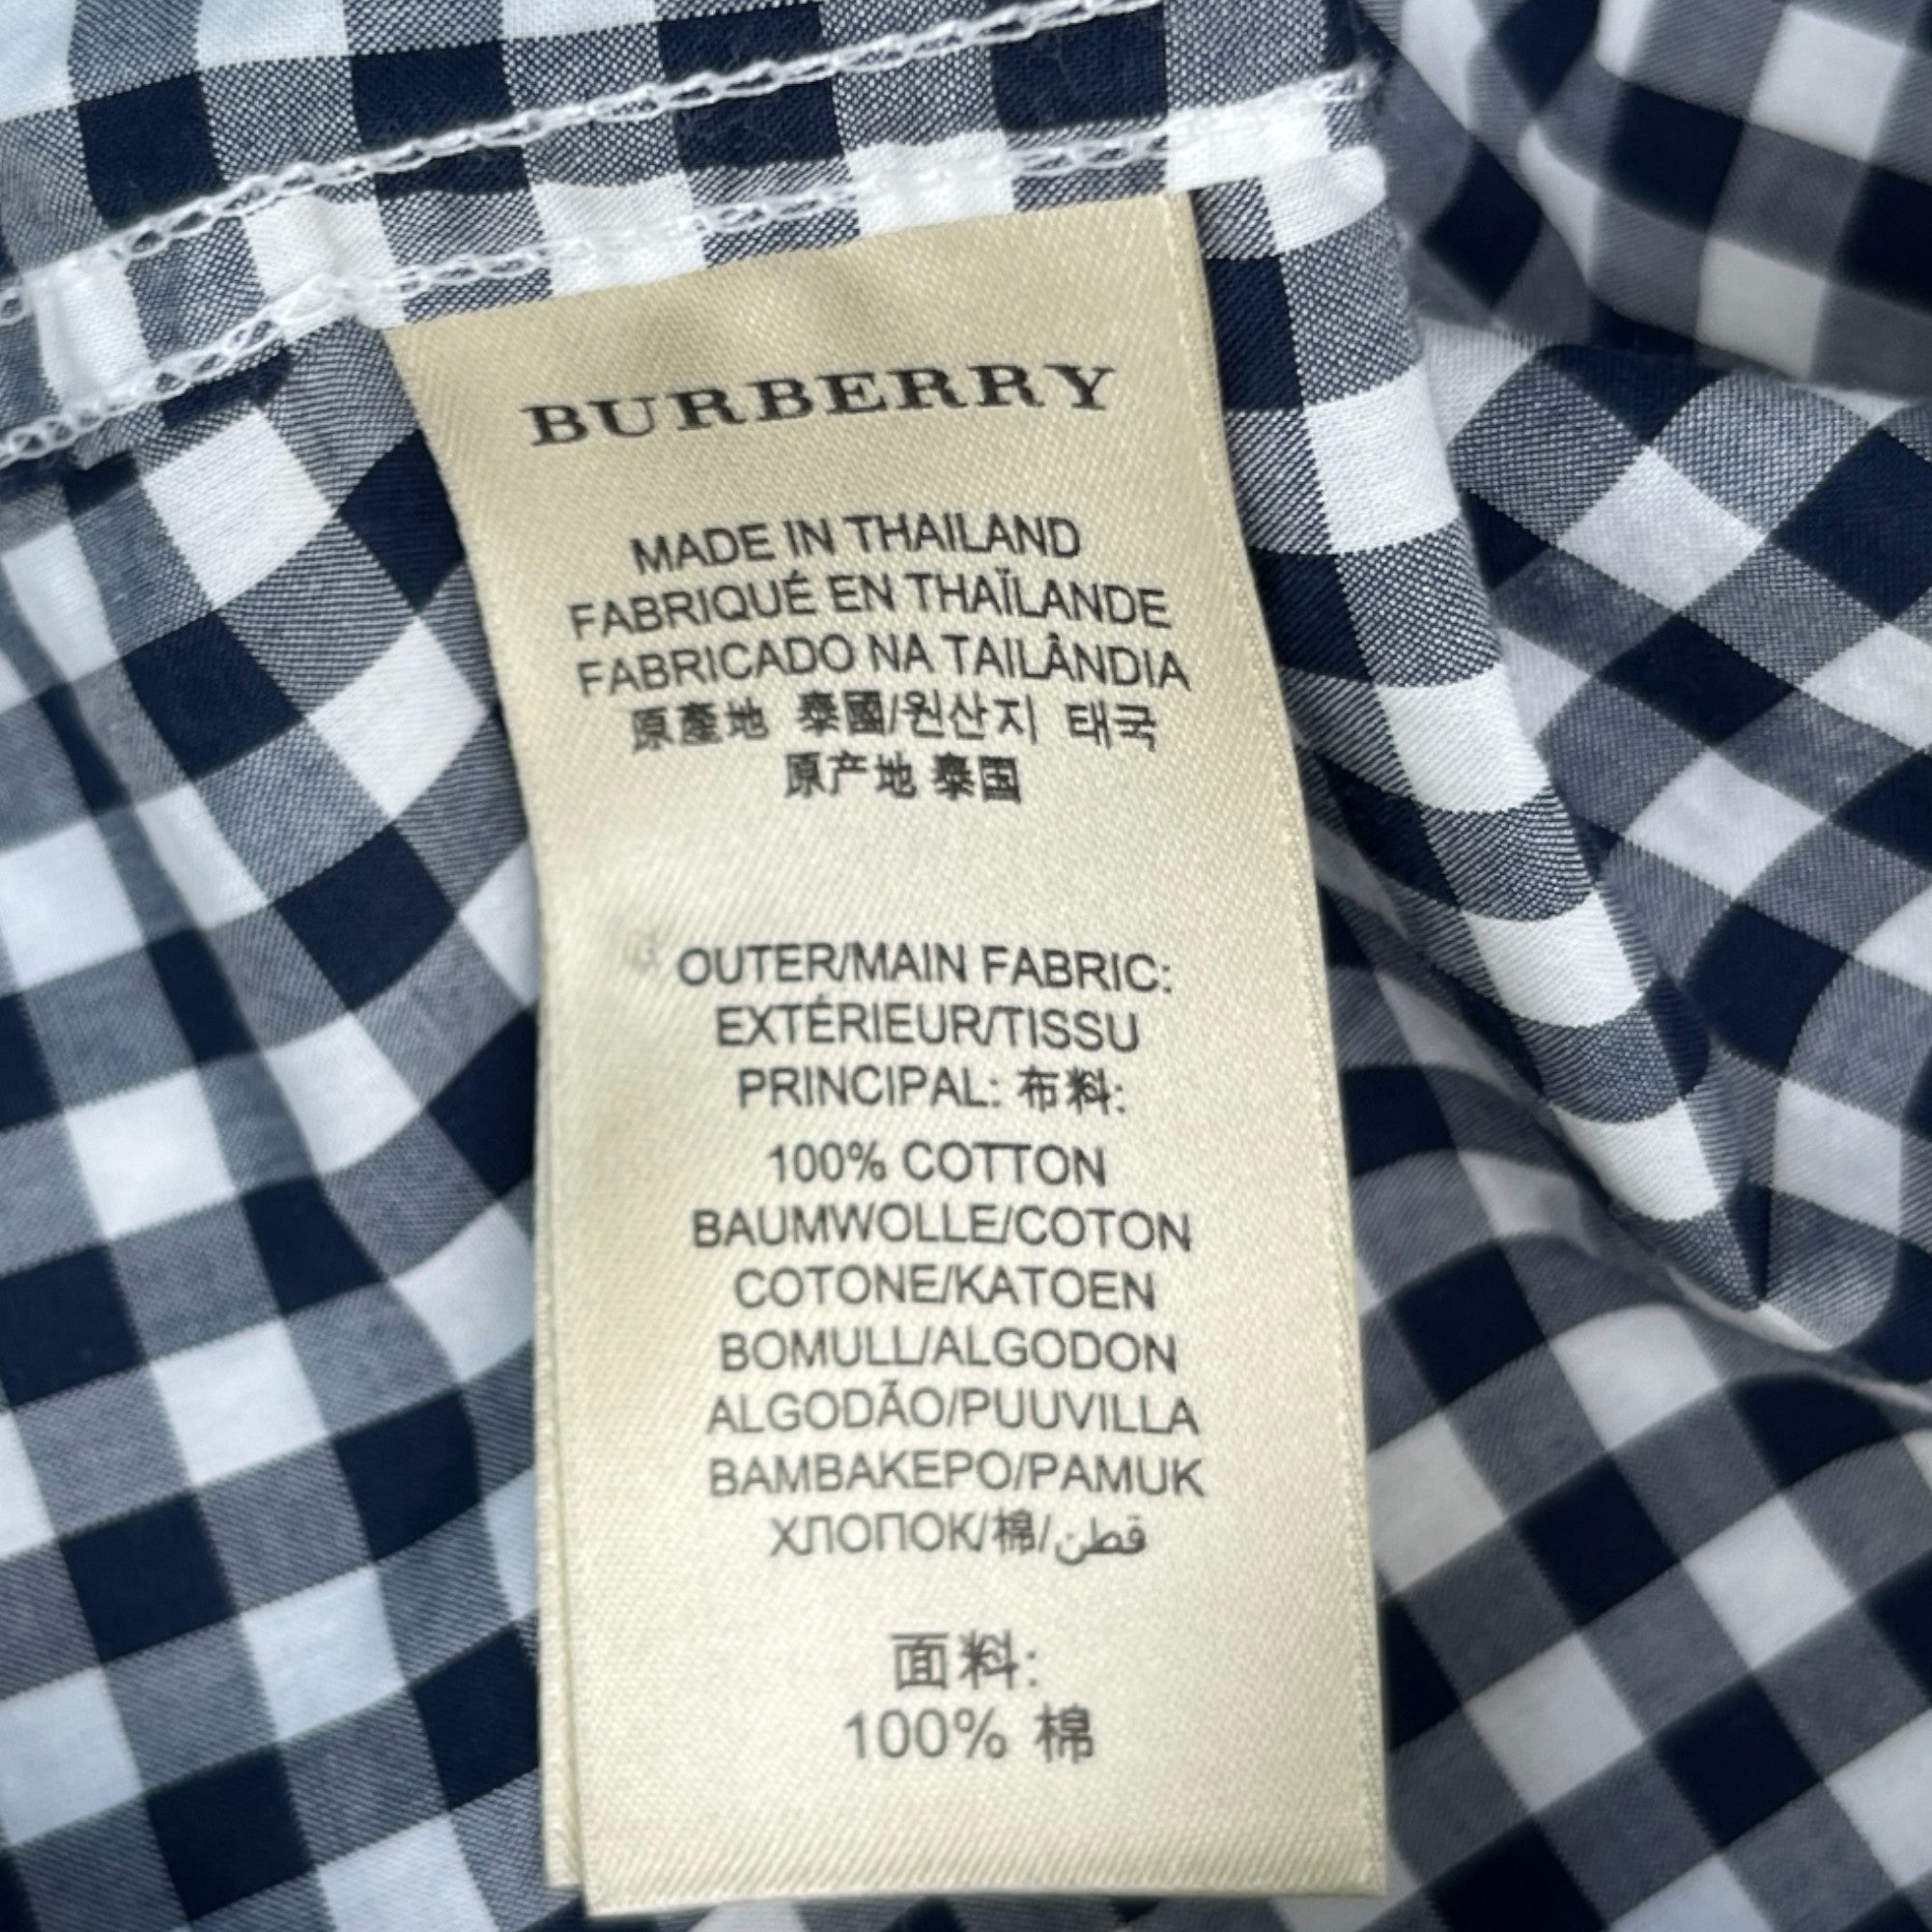 BURBERRY
MADE IN THAILAND
FABRIQUÉ EN THAÏLANDE
FABRICADO NA TAILÂNDIA
原產地 泰國/원산지 태국
原产地 泰国
OUTER/MAIN FABRIC:
EXTÉRIEUR/TISSU
PRINCIPAL: 布料:
100% COTTON
BAUMWOLLE/COTON
COTONE/KATOEN
BOMULL/ALGODON
ALGODÃO/PUUVILLA
BAMBAKEPO/PAMUK
ХЛОПОК/棉/قطن
面料:
100% 棉